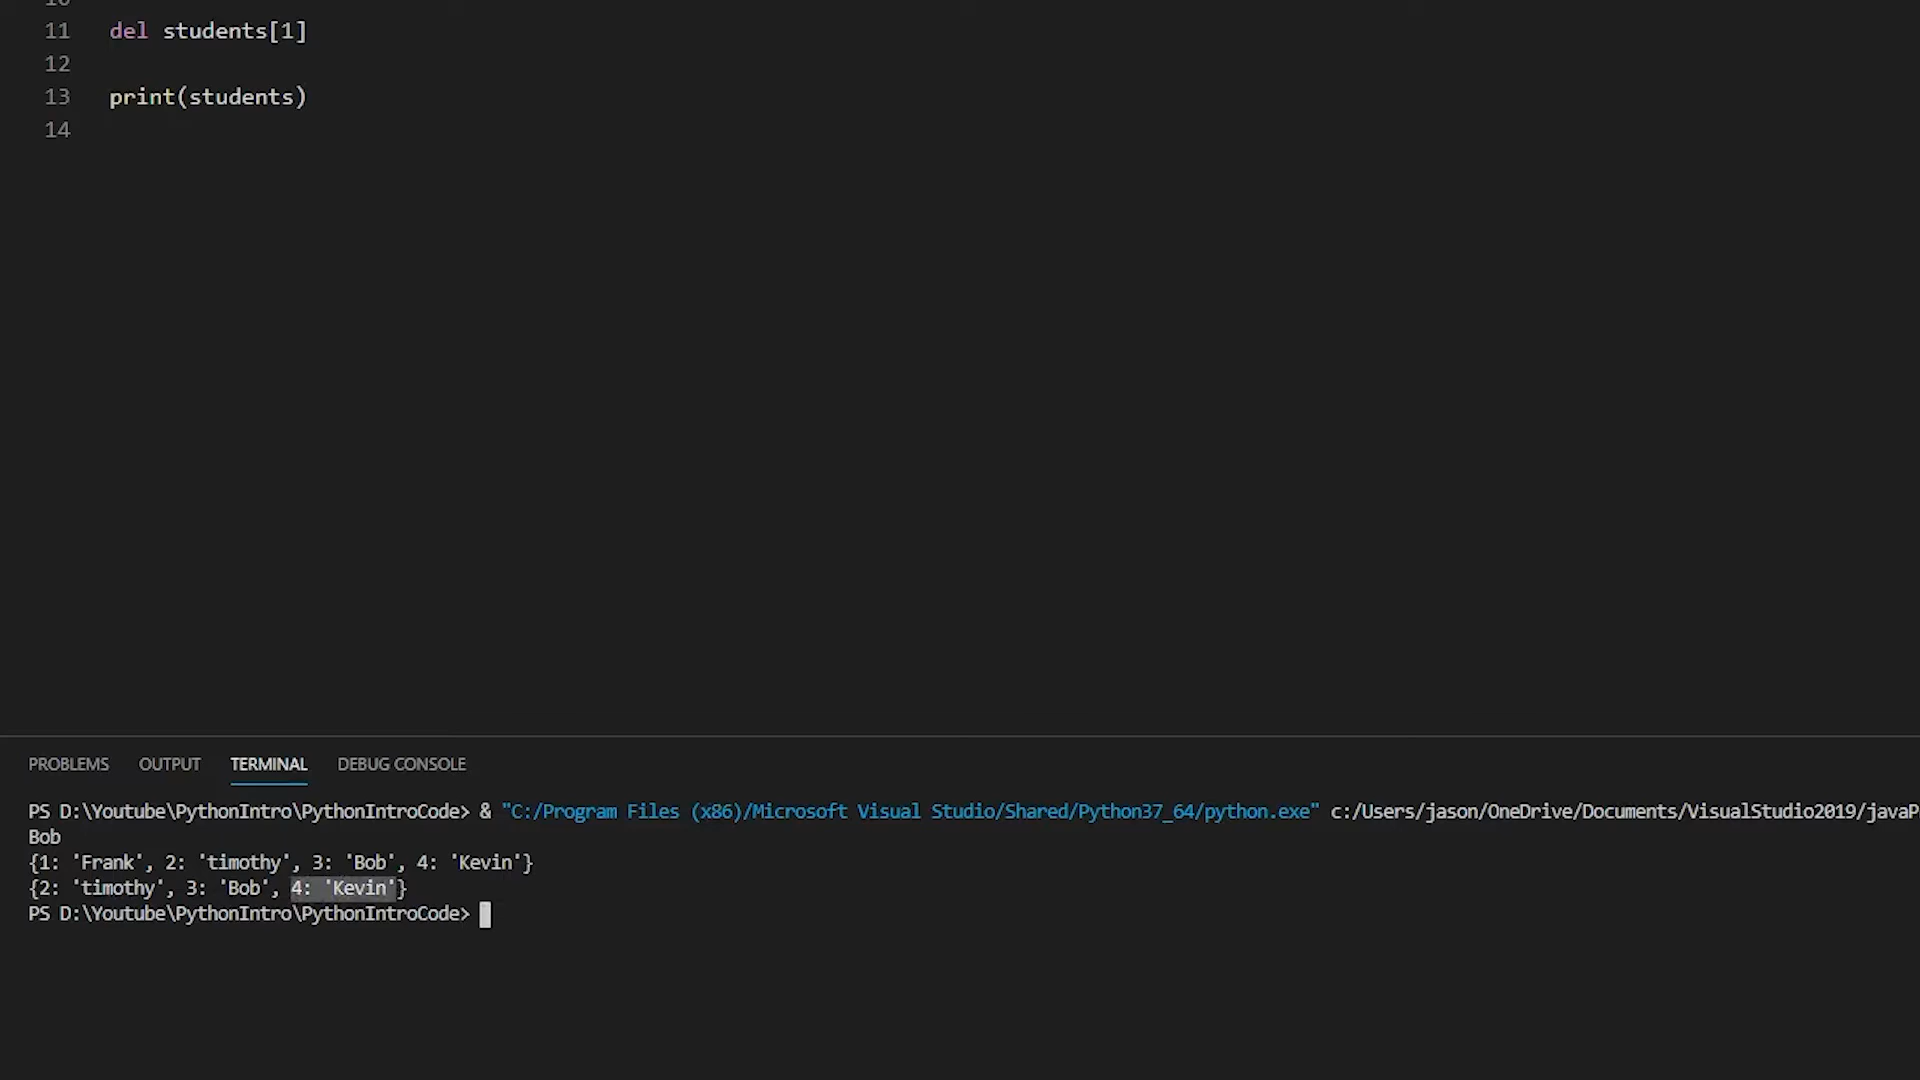 11 del students[1]
12
13 print(students)
14
PROBLEMS OUTPUT TERMINAL DEBUG CONSOLE
PS D:\Youtube\PythonIntro\PythonIntroCode> & "C:/Program Files (x86)/Microsoft Visual Studio/Shared/Python37_64/python.exe" c:/Users/jason/OneDrive/Documents/VisualStudio2019/javaP
Bob
{1: 'Frank', 2: 'timothy', 3: 'Bob', 4: 'Kevin'}
{2: 'timothy', 3: 'Bob', 4: 'Kevin'}
PS D:\Youtube\PythonIntro\PythonIntroCode>